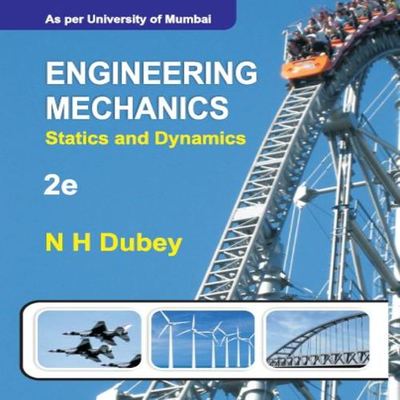 As per University of Mumbai
ENGINEERING
MECHANICS
Statics and Dynamics
2e
N H Dubey